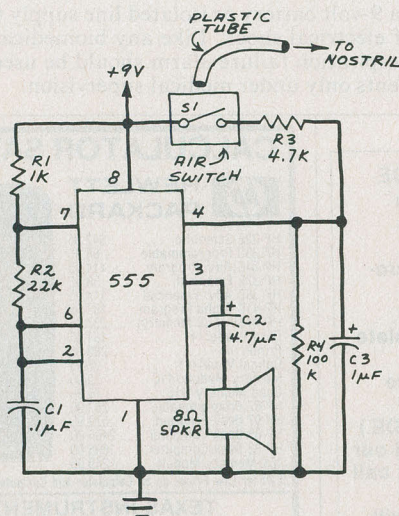 PLASTIC
TUBE
TO
NOSTRIL
+9V
S1
R3
4.7K
AIR
SWITCH
R1
1K
8
7
4
555
3
R2
22K
6
2
+
C2
4.7µF
R4
100
K
+
C3
1µF
C1
.1µF
8Ω
SPKR
1